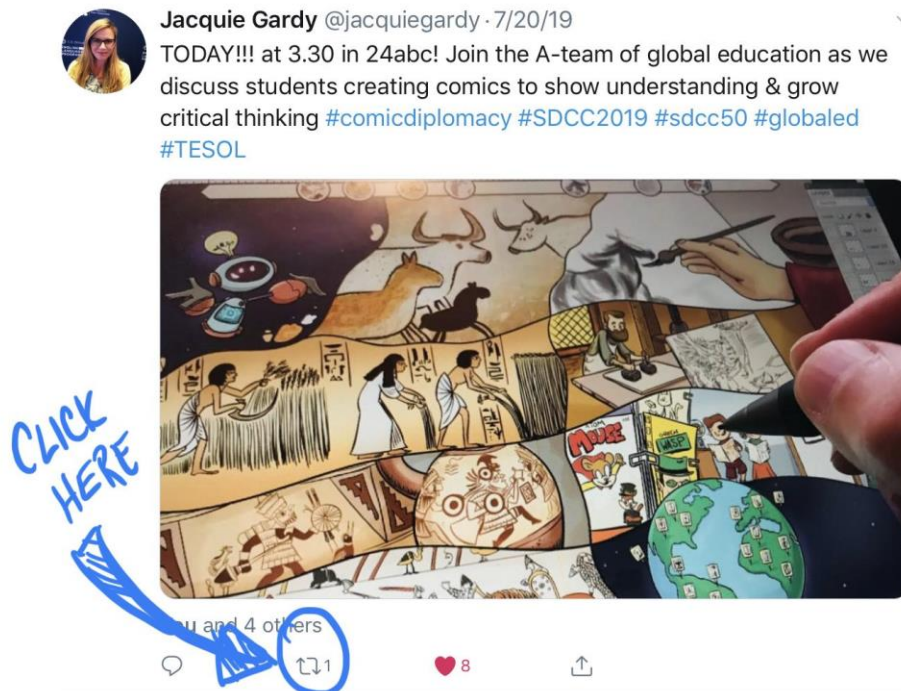 Jacquie Gardy @jacquiegardy · 7/20/19
TODAY!!! at 3.30 in 24abc! Join the A-team of global education as we
discuss students creating comics to show understanding & grow
critical thinking #comicdiplomacy #SDCC2019 #sdcc50 #globaled
#TESOL
MOUSE
WASP
CLICK
HERE
and 4 others
1
8